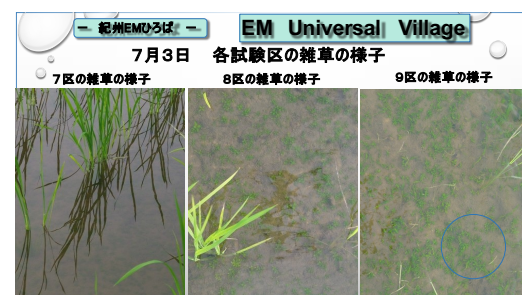 ― 紀州EMひろば ―
EM Universal Village
7月3日 各試験区の雑草の様子
7区の雑草の様子
8区の雑草の様子
9区の雑草の様子